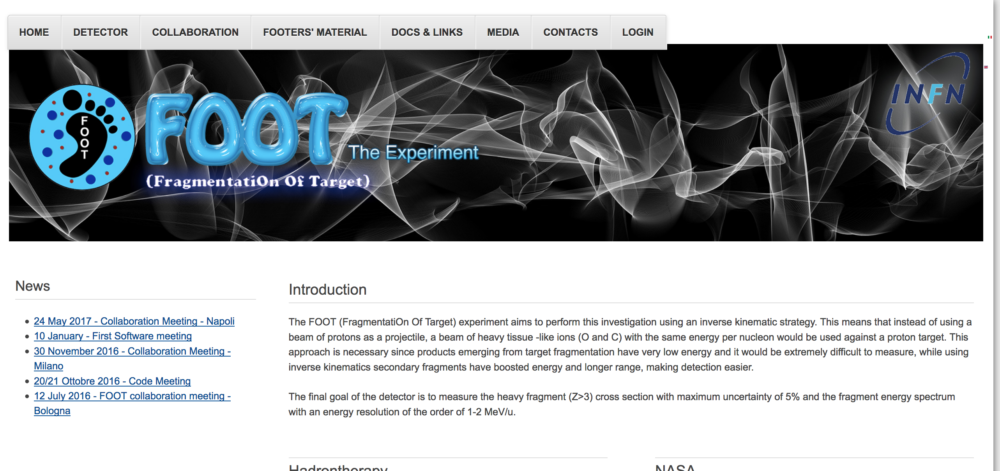 HOME DETECTOR COLLABORATION FOOTERS' MATERIAL DOCS & LINKS MEDIA CONTACTS LOGIN
INFN
F
O
O
T
FOOT
The Experiment
(FragmentatiOn Of Target)
News
24 May 2017 - Collaboration Meeting - Napoli
10 January - First Software meeting
30 November 2016 - Collaboration Meeting -
Milano
20/21 Ottobre 2016 - Code Meeting
12 July 2016 - FOOT collaboration meeting -
Bologna
Introduction
The FOOT (FragmentatiOn Of Target) experiment aims to perform this investigation using an inverse kinematic strategy. This means that instead of using a
beam of protons as a projectile, a beam of heavy tissue -like ions (O and C) with the same energy per nucleon would be used against a proton target. This
approach is necessary since products emerging from target fragmentation have very low energy and it would be extremely difficult to measure, while using
inverse kinematics secondary fragments have boosted energy and longer range, making detection easier.
The final goal of the detector is to measure the heavy fragment (Z>3) cross section with maximum uncertainty of 5% and the fragment energy spectrum
with an energy resolution of the order of 1-2 MeV/u.
Hadrontherapy
NASA